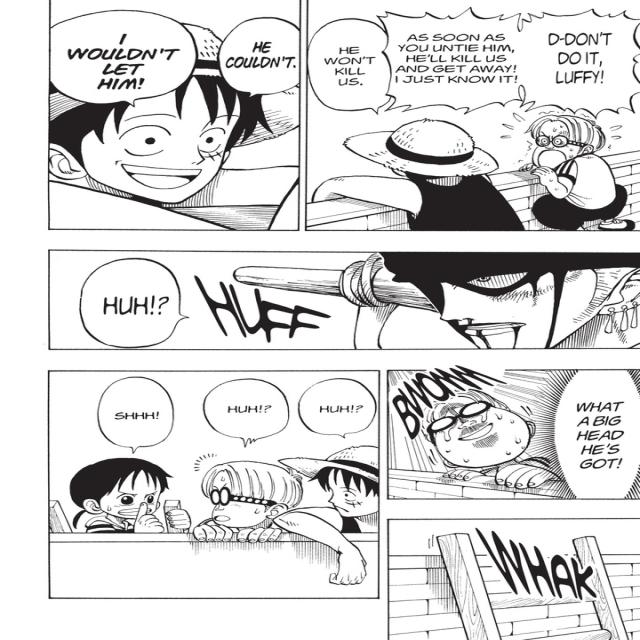 D-DON'T
DO IT,
LUFFY!
AS SOON AS
YOU UNTIE HIM,
HE'LL KILL US
AND GET AWAY!
I JUST KNOW IT!
HE
WON'T
KILL
US.
HE
COULDN'T.
I
WOULDN'T
LET
HIM!
HUFF
HUH!?
WHAT
A BIG
HEAD
HE'S
GOT!
WHAK
HUH!?
HUH!?
SHHH!